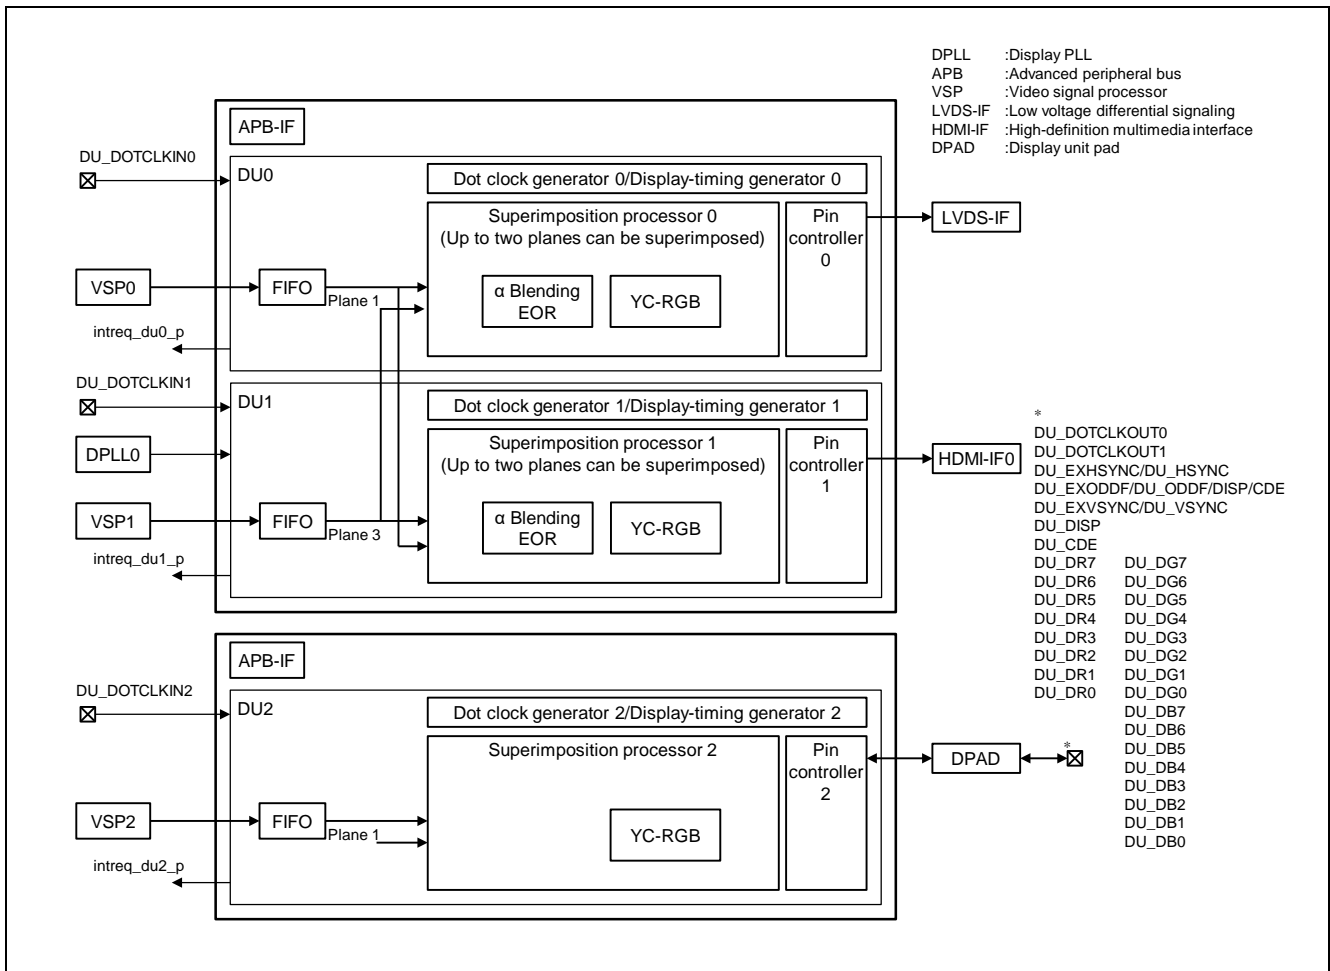 DPLL :Display PLL
APB :Advanced peripheral bus
VSP :Video signal processor
LVDS-IF :Low voltage differential signaling
HDMI-IF :High-definition multimedia interface
DPAD :Display unit pad
APB-IF
DU_DOTCLKIN0
DU0
Dot clock generator 0/Display-timing generator 0
Superimposition processor 0
(Up to two planes can be superimposed)
Pin
controller
0
LVDS-IF
VSP0
FIFO
Plane 1
α Blending
EOR
YC-RGB
intreq_du0_p
DU_DOTCLKIN1
DU1
Dot clock generator 1/Display-timing generator 1
DPLL0
Superimposition processor 1
(Up to two planes can be superimposed)
Pin
controller
1
HDMI-IF0
VSP1
FIFO
Plane 3
α Blending
EOR
YC-RGB
intreq_du1_p
*
DU_DOTCLKOUT0
DU_DOTCLKOUT1
DU_EXHSYNC/DU_HSYNC
DU_EXODDF/DU_ODDF/DISP/CDE
DU_EXVSYNC/DU_VSYNC
DU_DISP
DU_CDE
DU_DR7 DU_DG7
DU_DR6 DU_DG6
DU_DR5 DU_DG5
DU_DR4 DU_DG4
DU_DR3 DU_DG3
DU_DR2 DU_DG2
DU_DR1 DU_DG1
DU_DR0 DU_DG0
DU_DB7
DU_DB6
DU_DB5
DU_DB4
DU_DB3
DU_DB2
DU_DB1
DU_DB0
APB-IF
DU_DOTCLKIN2
DU2
Dot clock generator 2/Display-timing generator 2
Superimposition processor 2
Pin
controller
2
DPAD
*
VSP2
FIFO
Plane 1
YC-RGB
intreq_du2_p